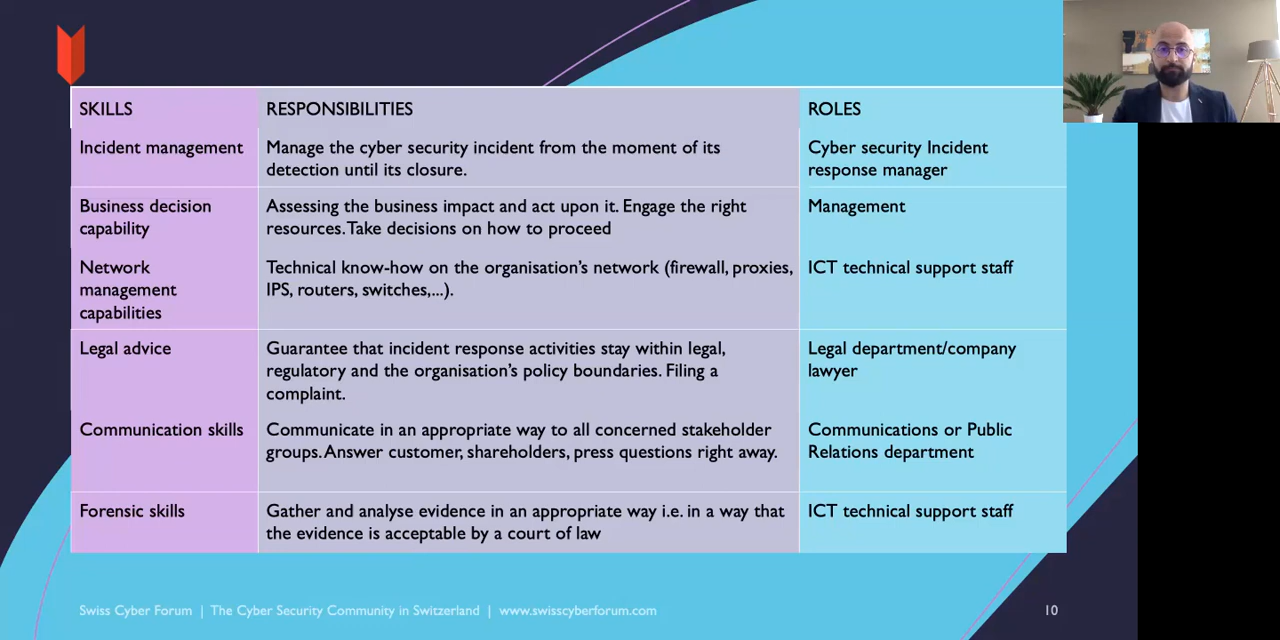 SKILLS RESPONSIBILITIES ROLES
Incident management
Manage the cyber security incident from the moment of its
detection until its closure.
Cyber security Incident
response manager
Business decision
capability
Assessing the business impact and act upon it. Engage the right
resources. Take decisions on how to proceed
Management
Network
management
capabilities
Technical know-how on the organisation's network (firewall, proxies,
IPS, routers, switches,...).
ICT technical support staff
Legal advice
Guarantee that incident response activities stay within legal,
regulatory and the organisation's policy boundaries. Filing a
complaint.
Legal department/company
lawyer
Communication skills
Communicate in an appropriate way to all concerned stakeholder
groups. Answer customer, shareholders, press questions right away.
Communications or Public
Relations department
Forensic skills
Gather and analyse evidence in an appropriate way i.e. in a way that
the evidence is acceptable by a court of law
ICT technical support staff
Swiss Cyber Forum | The Cyber Security Community in Switzerland | www.swisscyberforum.com 10